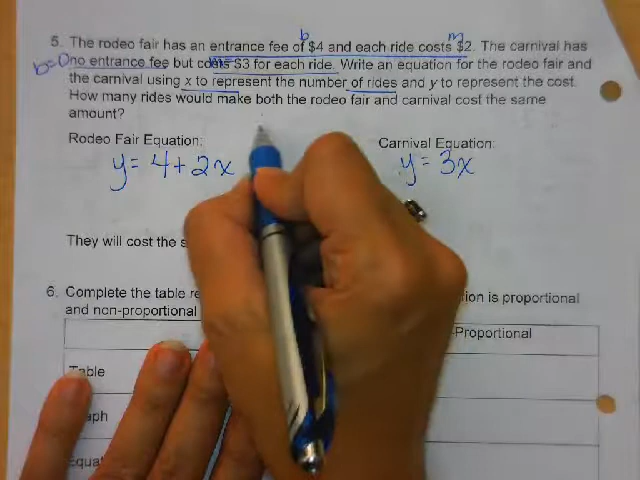 b m
5. The rodeo fair has an entrance fee of $4 and each ride costs $2. The carnival has
b=0 no entrance fee but costs $3 for each ride. Write an equation for the rodeo fair and
the carnival using x to represent the number of rides and y to represent the cost.
How many rides would make both the rodeo fair and carnival cost the same
amount?
Rodeo Fair Equation: Carnival Equation:
y = 4 + 2x y = 3x
They will cost the s
6. Complete the table re tion is proportional
and non-proportional
-Proportional
Table
aph
Equat